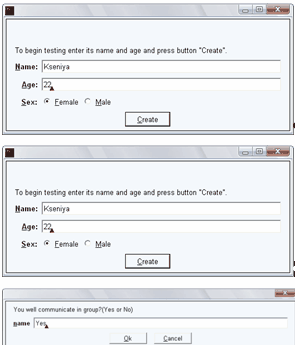 To begin testing enter its name and age and press button "Create".
Name: Kseniya
Age: 22
Sex: Female Male
Create
To begin testing enter its name and age and press button "Create".
Name: Kseniya
Age: 22
Sex: Female Male
Create
You well communicate in group?(Yes or No)
name Yes
Ok Cancel